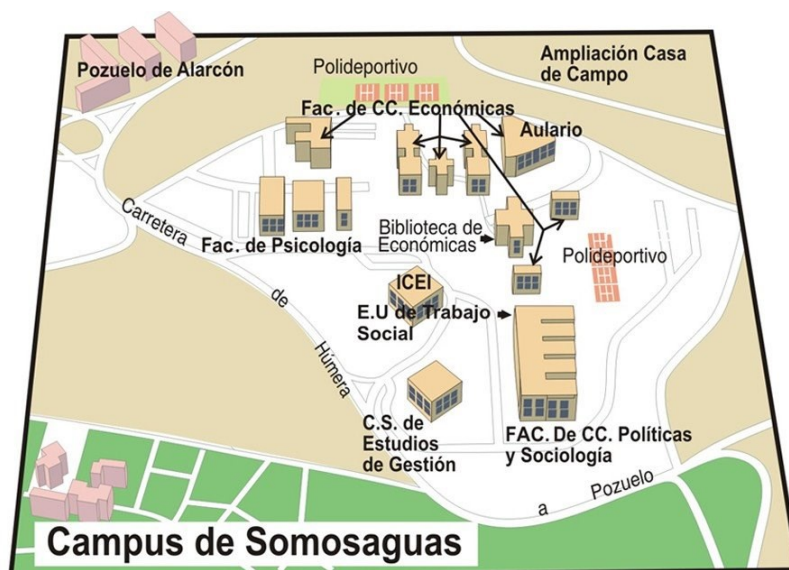 Pozuelo de Alarcón
Polideportivo
Ampliación Casa
de Campo
Fac. de CC. Económicas
Aulario
Carretera
de
Húmera
a
Pozuelo
Fac. de Psicología
Biblioteca de
Económicas
Polideportivo
ICEI
E.U de Trabajo
Social
C.S. de
Estudios
de Gestión
FAC. De CC. Políticas
y Sociología
Campus de Somosaguas